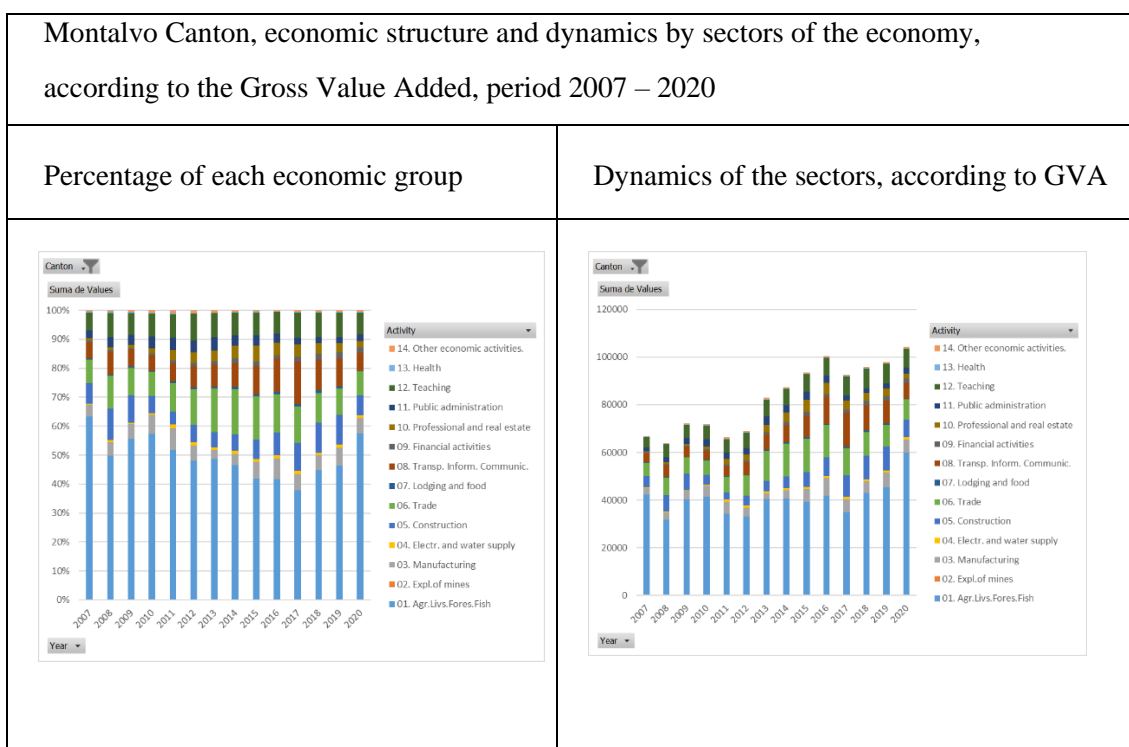 Montalvo Canton, economic structure and dynamics by sectors of the economy,
according to the Gross Value Added, period 2007 – 2020
Percentage of each economic group
Dynamics of the sectors, according to GVA
Canton
Suma de Values
100%
90%
80%
70%
60%
50%
40%
30%
20%
10%
0%
2007 2008 2009 2010 2011 2012 2013 2014 2015 2016 2017 2018 2019 2020
Year
Activity
14. Other economic activities.
13. Health
12. Teaching
11. Public administration
10. Professional and real estate
09. Financial activities
08. Transp. Inform. Communic.
07. Lodging and food
06. Trade
05. Construction
04. Electr. and water supply
03. Manufacturing
02. Expl.of mines
01. Agr.Livs.Fores.Fish
Canton
Suma de Values
120000
100000
80000
60000
40000
20000
0
2007 2008 2009 2010 2011 2012 2013 2014 2015 2016 2017 2018 2019 2020
Year
Activity
14. Other economic activities.
13. Health
12. Teaching
11. Public administration
10. Professional and real estate
09. Financial activities
08. Transp. Inform. Communic.
07. Lodging and food
06. Trade
05. Construction
04. Electr. and water supply
03. Manufacturing
02. Expl.of mines
01. Agr.Livs.Fores.Fish